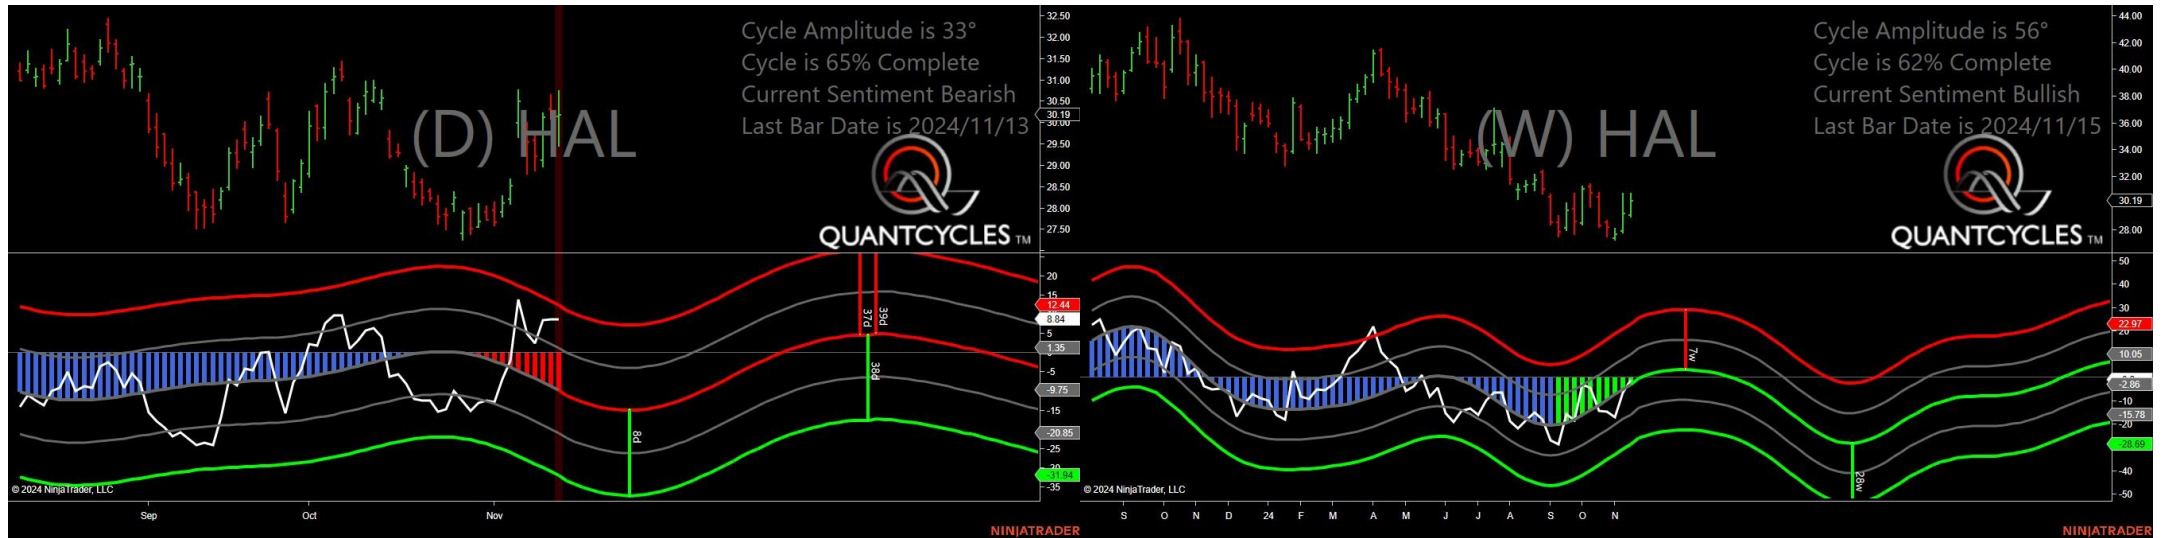 Cycle Amplitude is 33°
Cycle is 65% Complete
Current Sentiment Bearish
Last Bar Date is 2024/11/13
(D) HAL
QUANTCYCLES TM
32.50
32.00
31.50
31.00
30.50
30.19
30.00
29.50
29.00
28.50
28.00
27.50
20
15
12.44
8.84
5
1.35
-5
-9.75
-15
-20.85
-25
-31.94
-35
37d
39d
38d
8d
© 2024 NinjaTrader, LLC
Sep
Oct
Nov
NINJATRADER
Cycle Amplitude is 56°
Cycle is 62% Complete
Current Sentiment Bullish
Last Bar Date is 2024/11/15
(W) HAL
QUANTCYCLES TM
44.00
42.00
40.00
38.00
36.00
34.00
32.00
30.19
28.00
50
40
30
22.97
10.05
-2.86
-10
-15.78
-20
-28.69
-40
-50
7w
28w
© 2024 NinjaTrader, LLC
S O N D 24 F M A M J J A S O N
NINJATRADER